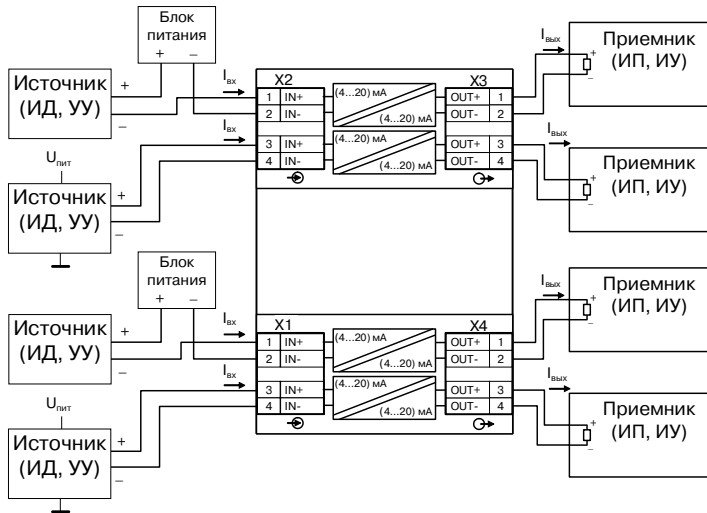 Блок
питания
+ −
Источник
(ИД, УУ)
+
−
Iвх
X2
1 IN+
2 IN-
(4...20) мА
(4...20) мА
X3
OUT+ 1
OUT- 2
Iвых
+
−
Приемник
(ИП, ИУ)
Uпит
Источник
(ИД, УУ)
+
−
Iвх
3 IN+
4 IN-
(4...20) мА
(4...20) мА
OUT+ 3
OUT- 4
Iвых
+
−
Приемник
(ИП, ИУ)
Блок
питания
+ −
Источник
(ИД, УУ)
+
−
Iвх
X1
1 IN+
2 IN-
(4...20) мА
(4...20) мА
X4
OUT+ 1
OUT- 2
Iвых
+
−
Приемник
(ИП, ИУ)
Uпит
Источник
(ИД, УУ)
+
−
Iвх
3 IN+
4 IN-
(4...20) мА
(4...20) мА
OUT+ 3
OUT- 4
Iвых
+
−
Приемник
(ИП, ИУ)